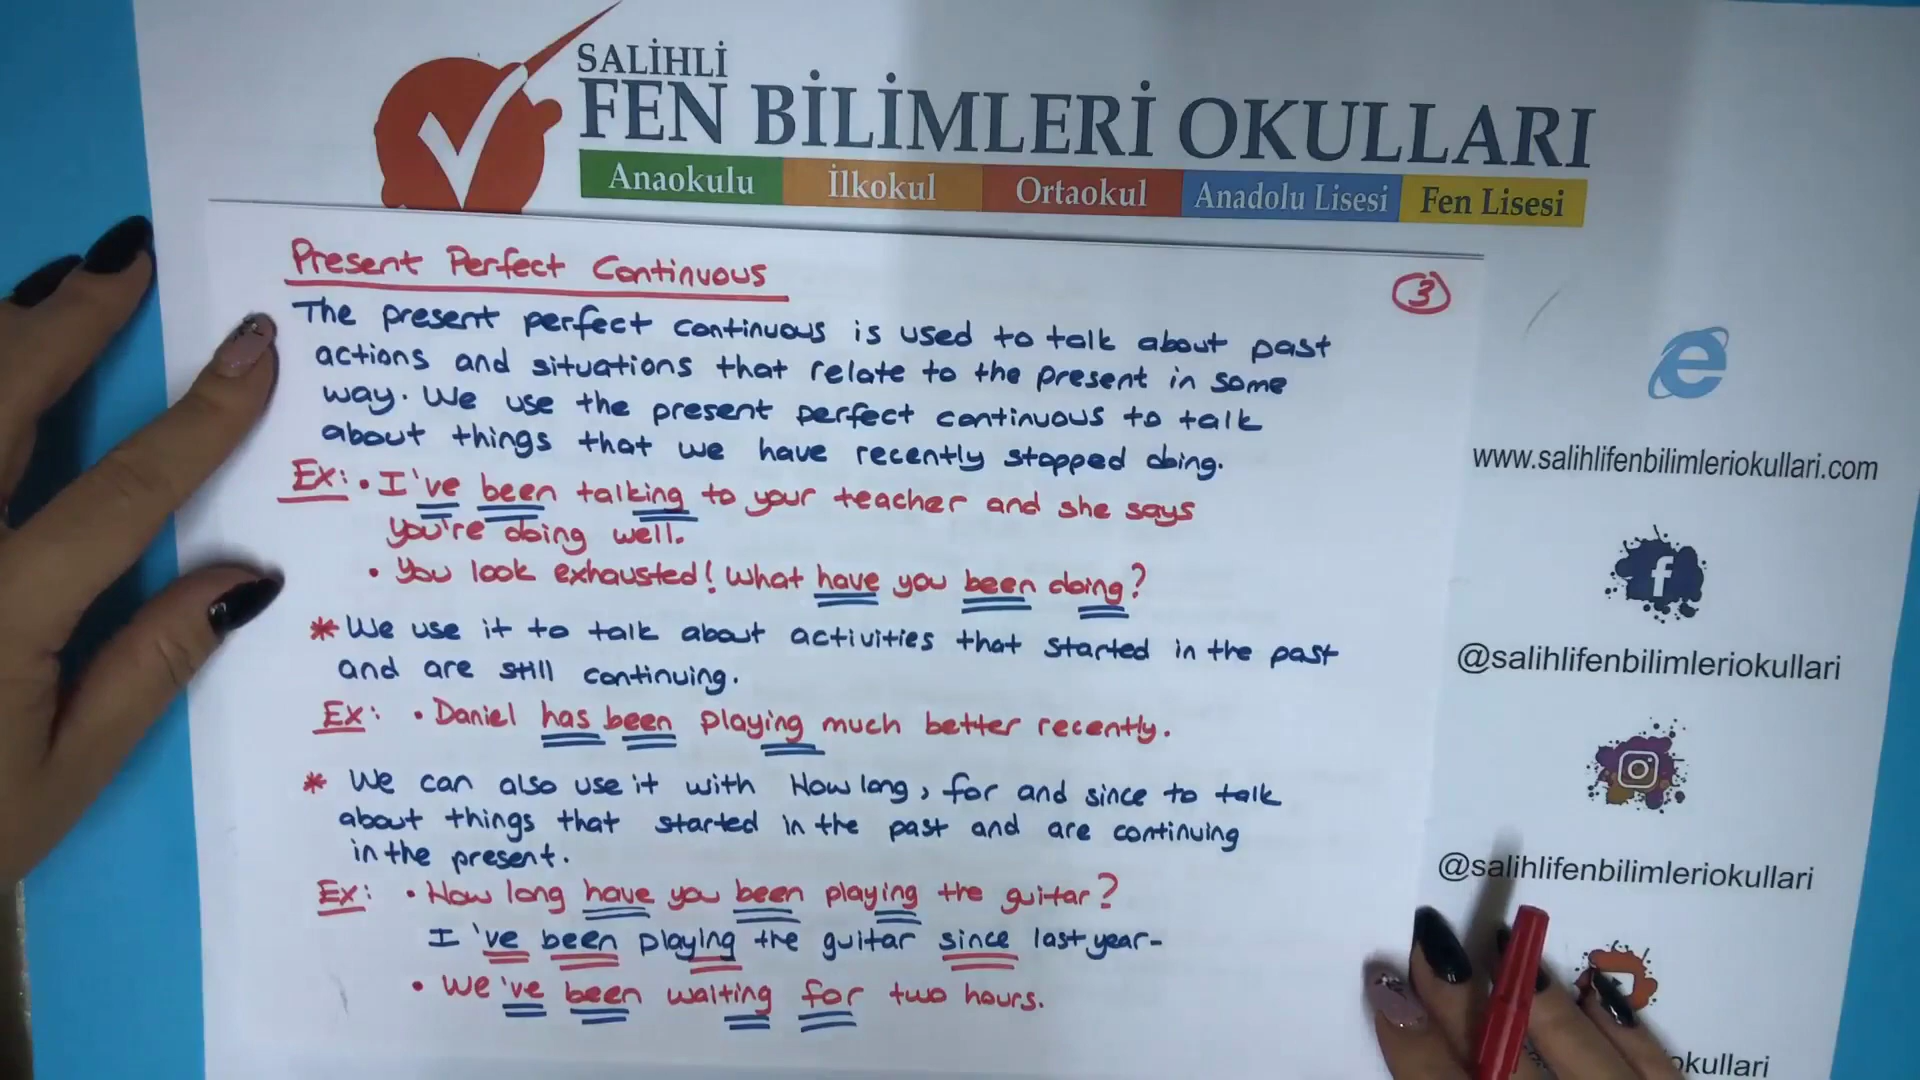 SALİHLİ
FEN BİLİMLERİ OKULLARI
Anaokulu İlkokul Ortaokul Anadolu Lisesi Fen Lisesi
Present Perfect Continuous
3
The present perfect continuous is used to talk about past
actions and situations that relate to the present in some
way. We use the present perfect continuous to talk
about things that we have recently stopped doing.
Ex: • I've been talking to your teacher and she says
you're doing well.
• You look exhausted! What have you been doing?
* We use it to talk about activities that started in the past
and are still continuing.
Ex: • Daniel has been playing much better recently.
* We can also use it with How long, for and since to talk
about things that started in the past and are continuing
in the present.
Ex: • How long have you been playing the guitar?
I 've been playing the guitar since last year-
• We 've been waiting for two hours.
www.salihlifenbilimleriokullari.com
@salihlifenbilimleriokullari
@salihlifenbilimleriokullari
okullari